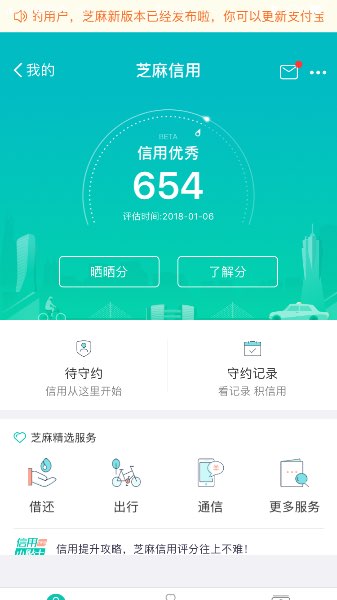 的用户，芝麻新版本已经发布啦，你可以更新支付宝
我的
芝麻信用
BETA
信用优秀
654
评估时间:2018-01-06
晒晒分
了解分
待守约
守约记录
信用从这里开始
看记录 积信用
芝麻精选服务
借还
出行
通信
更多服务
信用
信用提升攻略，芝麻信用评分往上不难！